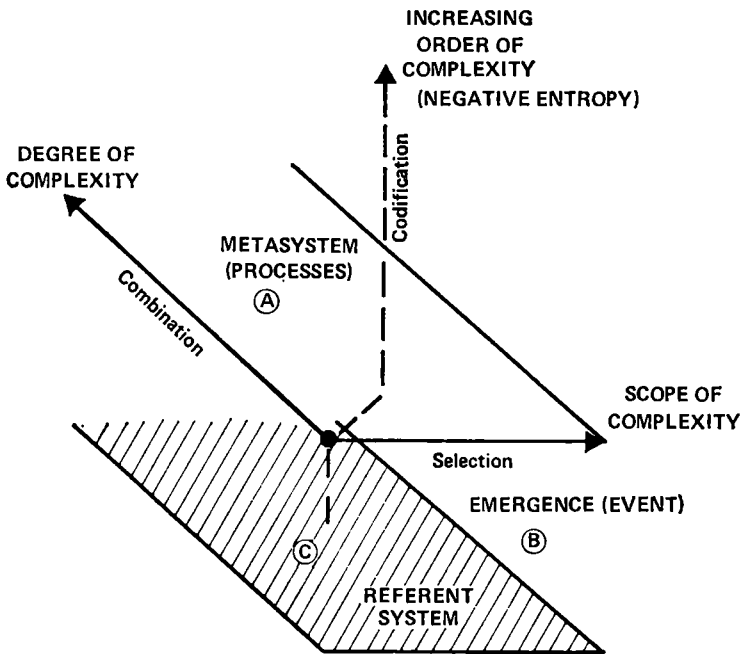 INCREASING
ORDER OF
COMPLEXITY
(NEGATIVE ENTROPY)
Codification
DEGREE OF
COMPLEXITY
METASYSTEM
(PROCESSES)
A
Combination
SCOPE OF
COMPLEXITY
Selection
EMERGENCE (EVENT)
B
C
REFERENT
SYSTEM